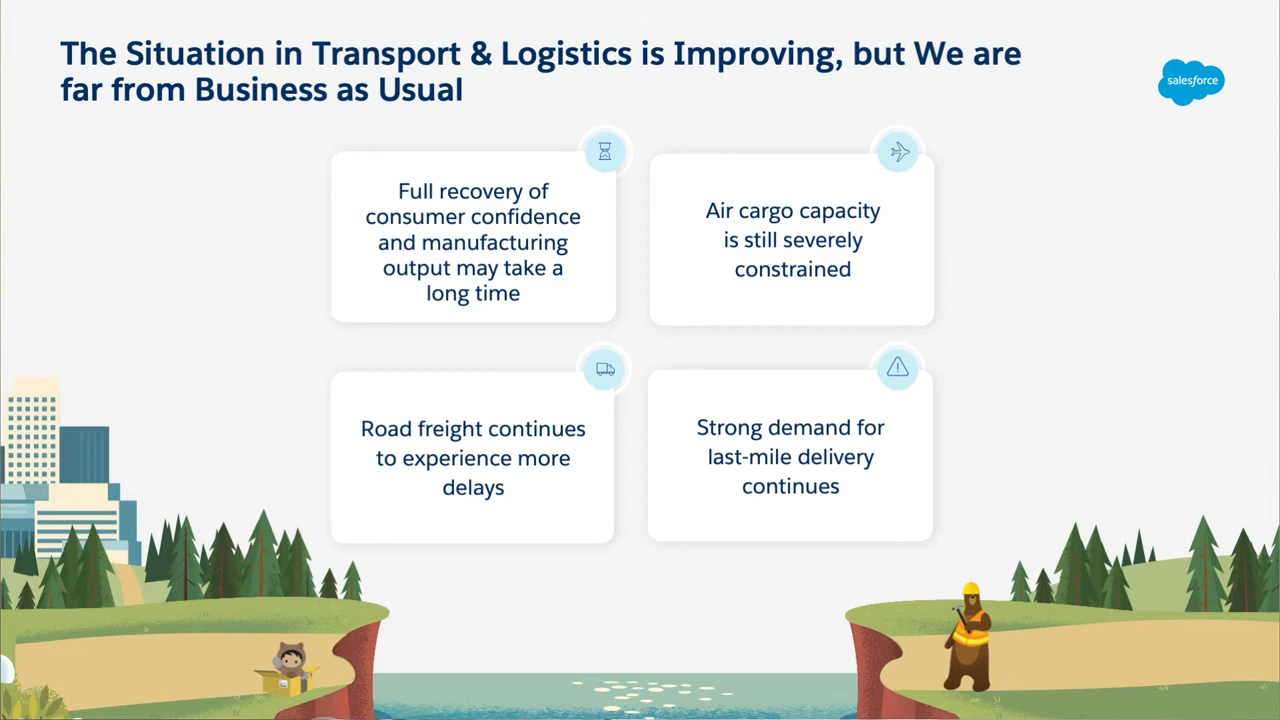 The Situation in Transport & Logistics is Improving, but We are
far from Business as Usual
salesforce
Full recovery of
consumer confidence
and manufacturing
output may take a
long time
Air cargo capacity
is still severely
constrained
Road freight continues
to experience more
delays
Strong demand for
last-mile delivery
continues